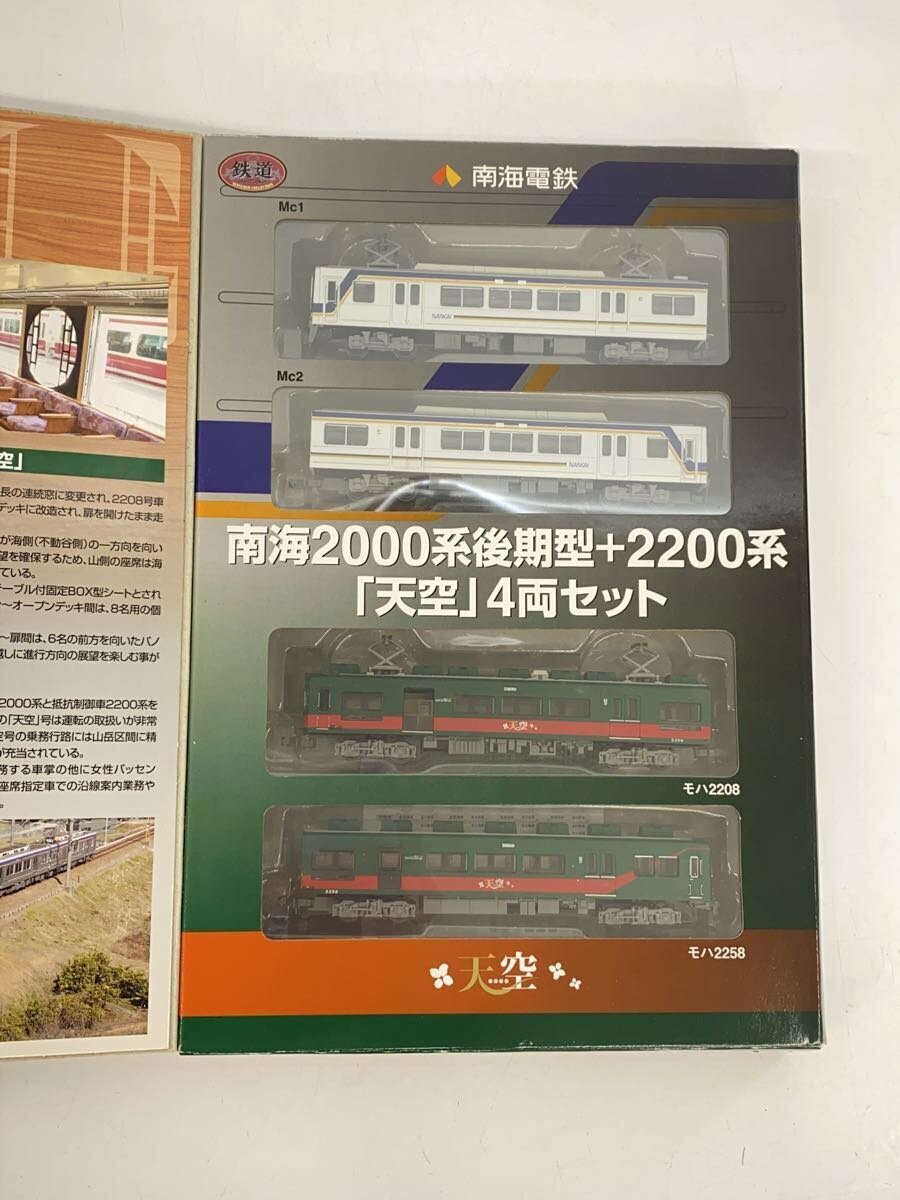 空」
長の連続窓に変更され、2208号車
デッキに改造され、扉を開けたまま走
が海側(不動谷側)の一方向を向い
望を確保するため、山側の座席は海
ている。
テーブル付固定BOX型シートとされ
～オープンデッキ間は、8名用の個
～扉間は、6名の前方を向いたパノ
越しに進行方向の展望を楽しむ事が
2000系と抵抗制御車2200系を
の「天空」号は運転の取扱いが非常
空号の乗務行路には山岳区間に精
が充当されている。
務する車掌の他に女性パッセン
座席指定車での沿線案内業務や
。
鉄道
南海電鉄
Mc1
NANKAI
Mc2
NANKAI
南海2000系後期型+2200系
「天空」4両セット
天空
2208
モハ2208
2258
天空
モハ2258
天空